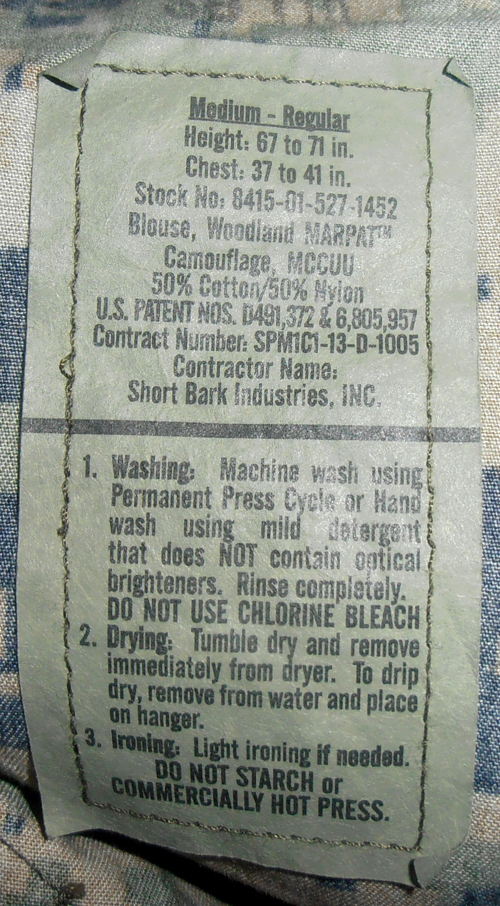 Medium - Regular
Height: 67 to 71 in.
Chest: 37 to 41 in.
Stock No: 8415-01-527-1452
Blouse, Woodland MARPAT™
Camouflage, MCCUU
50% Cotton/50% Nylon
U.S. PATENT NOS. D491,372 & 6,805,957
Contract Number: SPM1C1-13-D-1005
Contractor Name:
Short Bark Industries, INC.
1. Washing: Machine wash using
Permanent Press Cycle or Hand
wash using mild detergent
that does NOT contain optical
brighteners. Rinse completely.
DO NOT USE CHLORINE BLEACH
2. Drying: Tumble dry and remove
immediately from dryer. To drip
dry, remove from water and place
on hanger.
3. Ironing: Light ironing if needed.
DO NOT STARCH or
COMMERCIALLY HOT PRESS.